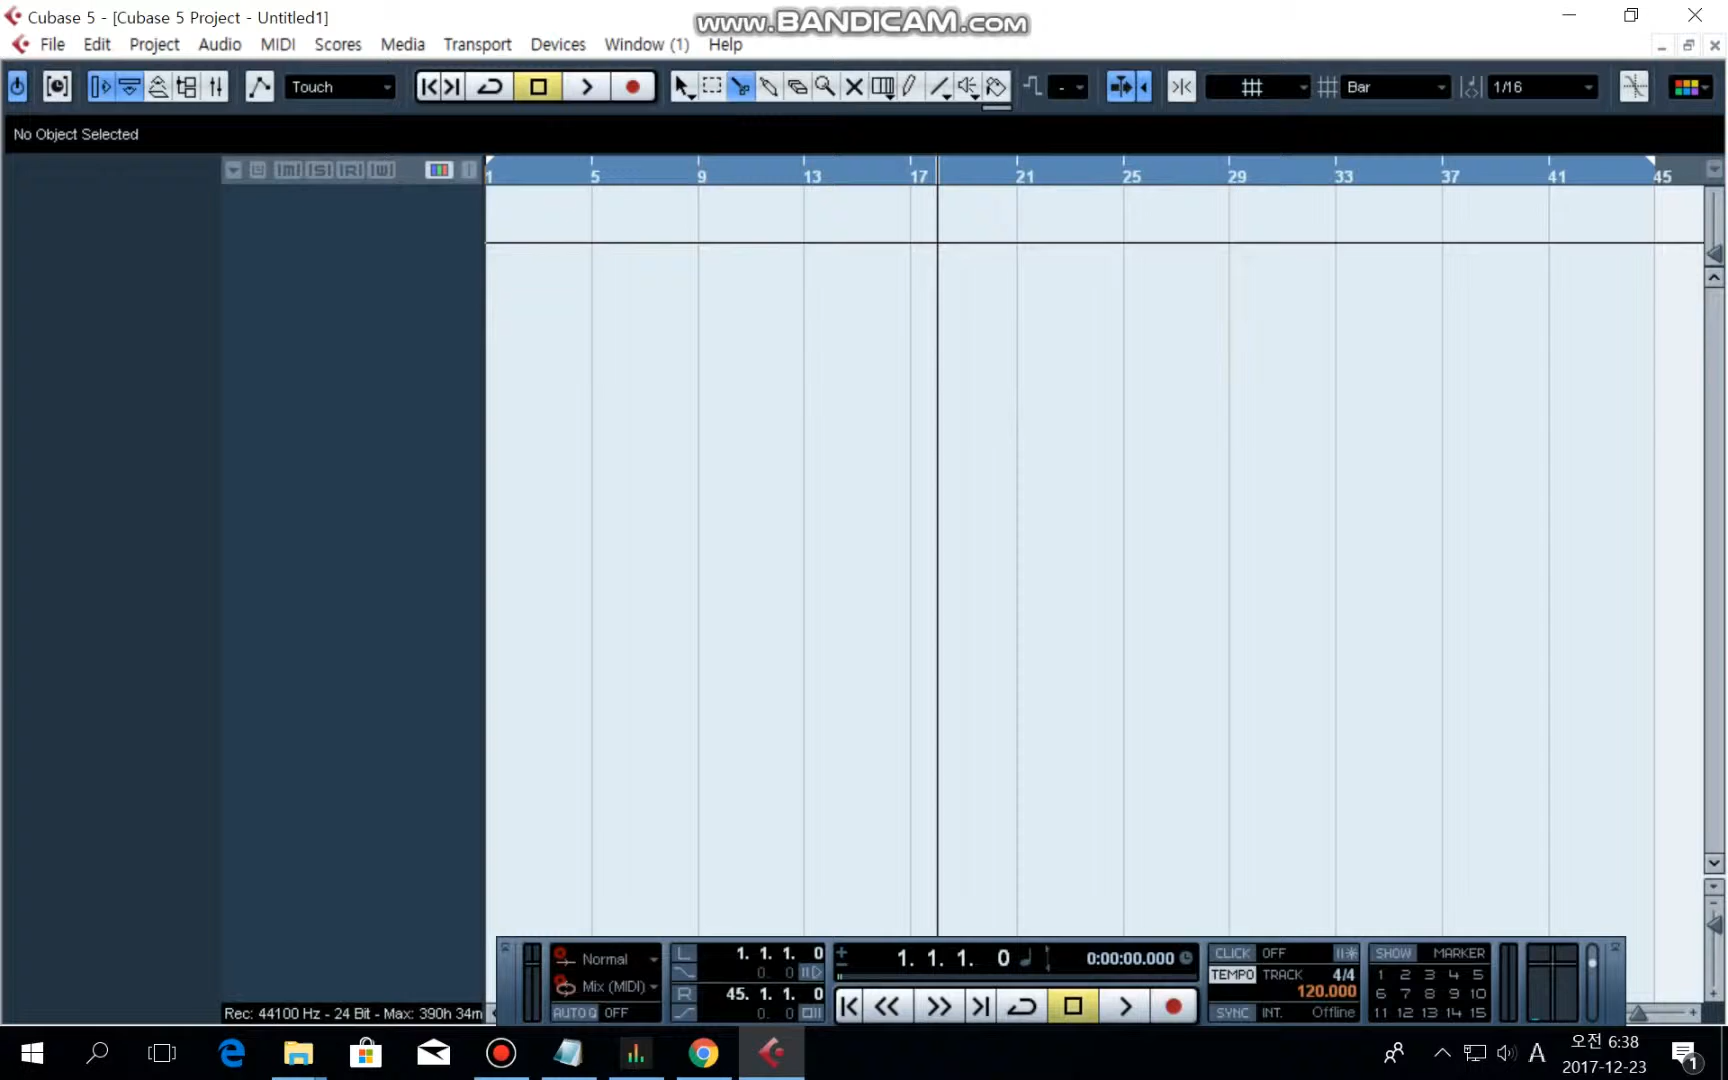 Cubase 5 - [Cubase 5 Project - Untitled1]
www.BANDICAM.com
File Edit Project Audio MIDI Scores Media Transport Devices Window (1) Help
Touch
-
Bar
1/16
No Object Selected
[M] [S] [R] [W]
1 5 9 13 17 21 25 29 33 37 41 45
Normal
Mix (MIDI)
AUTO Q OFF
L 1. 1. 1. 0
0. 0
R 45. 1. 1. 0
0. 0
1. 1. 1. 0
0:00:00.000
CLICK OFF
TEMPO TRACK 4/4
120.000
SYNC INT. Offline
SHOW MARKER
1 2 3 4 5
6 7 8 9 10
11 12 13 14 15
Rec: 44100 Hz - 24 Bit - Max: 390h 34m
A
오전 6:38
2017-12-23
1